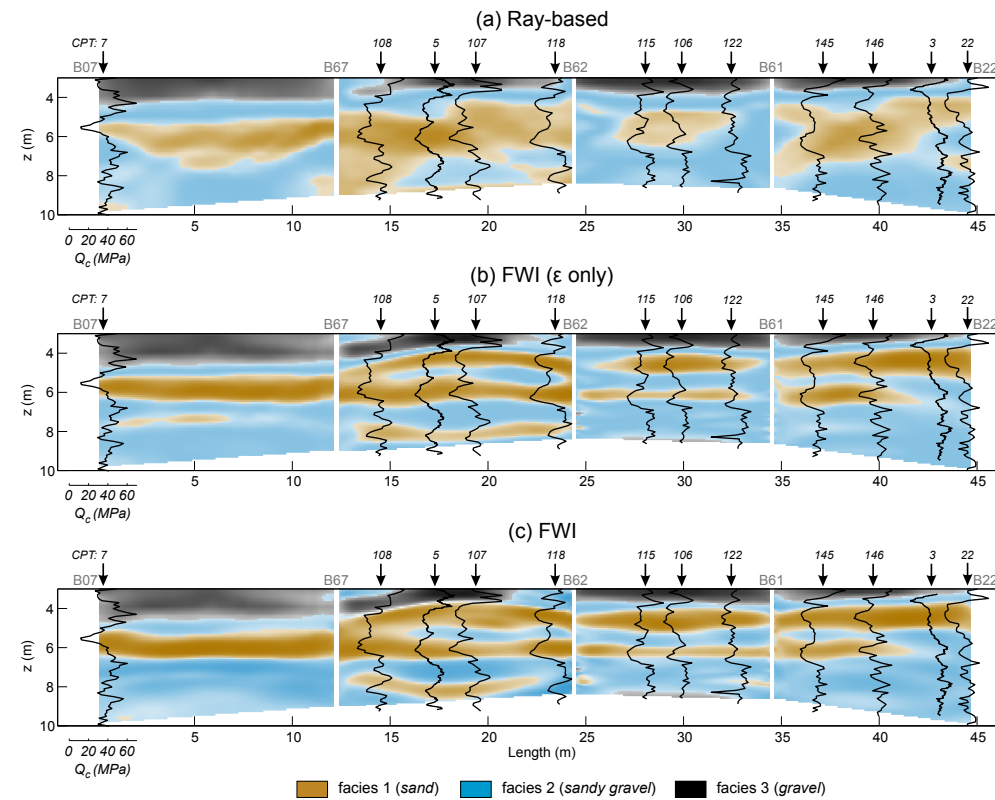 (a) Ray-based
CPT: 7 108 5 107 118 115 106 122 145 146 3 22
B07 B67 B62 B61 B22
z (m)
4
6
8
10
5 10 15 20 25 30 35 40 45
0 20 40 60
Qc (MPa)
(b) FWI (ε only)
CPT: 7 108 5 107 118 115 106 122 145 146 3 22
B07 B67 B62 B61 B22
z (m)
4
6
8
10
5 10 15 20 25 30 35 40 45
0 20 40 60
Qc (MPa)
(c) FWI
CPT: 7 108 5 107 118 115 106 122 145 146 3 22
B07 B67 B62 B61 B22
z (m)
4
6
8
10
5 10 15 20 25 30 35 40 45
0 20 40 60
Length (m)
Qc (MPa)
facies 1 (sand) facies 2 (sandy gravel) facies 3 (gravel)